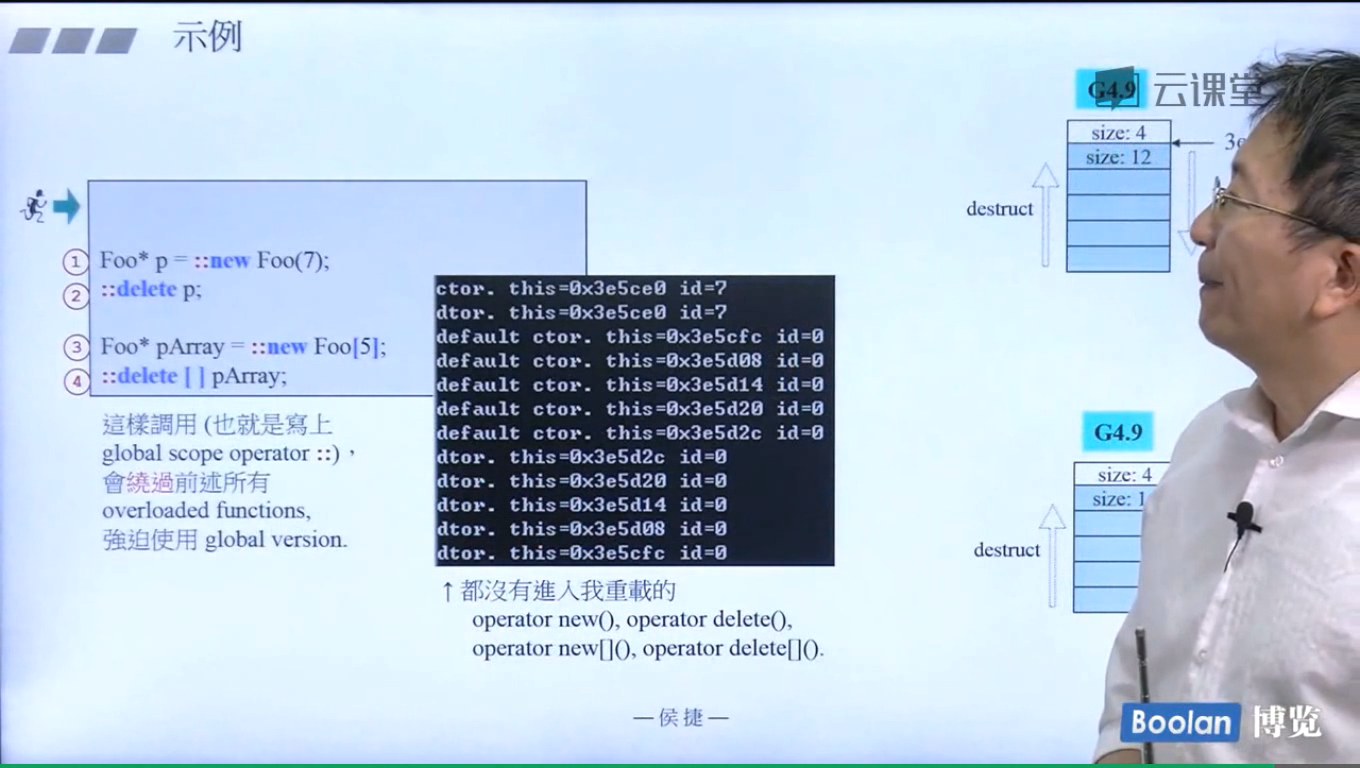 示例
① Foo* p = ::new Foo(7);
② ::delete p;
③ Foo* pArray = ::new Foo[5];
④ ::delete [ ] pArray;
這樣調用 (也就是寫上
global scope operator ::)，
會繞過前述所有
overloaded functions,
強迫使用 global version.
ctor. this=0x3e5ce0 id=7
dtor. this=0x3e5ce0 id=7
default ctor. this=0x3e5cfc id=0
default ctor. this=0x3e5d08 id=0
default ctor. this=0x3e5d14 id=0
default ctor. this=0x3e5d20 id=0
default ctor. this=0x3e5d2c id=0
dtor. this=0x3e5d2c id=0
dtor. this=0x3e5d20 id=0
dtor. this=0x3e5d14 id=0
dtor. this=0x3e5d08 id=0
dtor. this=0x3e5cfc id=0
↑都沒有進入我重載的
operator new(), operator delete(),
operator new[](), operator delete[]().
G4.9
云课堂
size: 4
size: 12
destruct
G4.9
size: 4
size: 1
destruct
—侯捷—
Boolan 博览